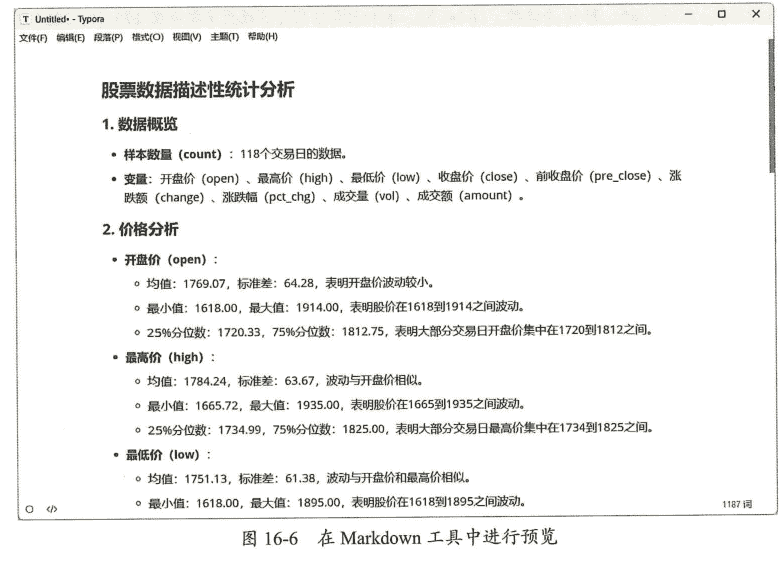 T Untitled• - Typora
文件(F) 编辑(E) 段落(P) 格式(O) 视图(V) 主题(T) 帮助(H)
股票数据描述性统计分析
1. 数据概览
• 样本数量（count）：118个交易日的数据。
• 变量：开盘价（open）、最高价（high）、最低价（low）、收盘价（close）、前收盘价（pre_close）、涨
跌额（change）、涨跌幅（pct_chg）、成交量（vol）、成交额（amount）。
2. 价格分析
• 开盘价（open）：
○ 均值：1769.07，标准差：64.28，表明开盘价波动较小。
○ 最小值：1618.00，最大值：1914.00，表明股价在1618到1914之间波动。
○ 25%分位数：1720.33，75%分位数：1812.75，表明大部分交易日开盘价集中在1720到1812之间。
• 最高价（high）：
○ 均值：1784.24，标准差：63.67，波动与开盘价相似。
○ 最小值：1665.72，最大值：1935.00，表明股价在1665到1935之间波动。
○ 25%分位数：1734.99，75%分位数：1825.00，表明大部分交易日最高价集中在1734到1825之间。
• 最低价（low）：
○ 均值：1751.13，标准差：61.38，波动与开盘价和最高价相似。
○ 最小值：1618.00，最大值：1895.00，表明股价在1618到1895之间波动。
</> 1187 词
图 16-6 在 Markdown 工具中进行预览